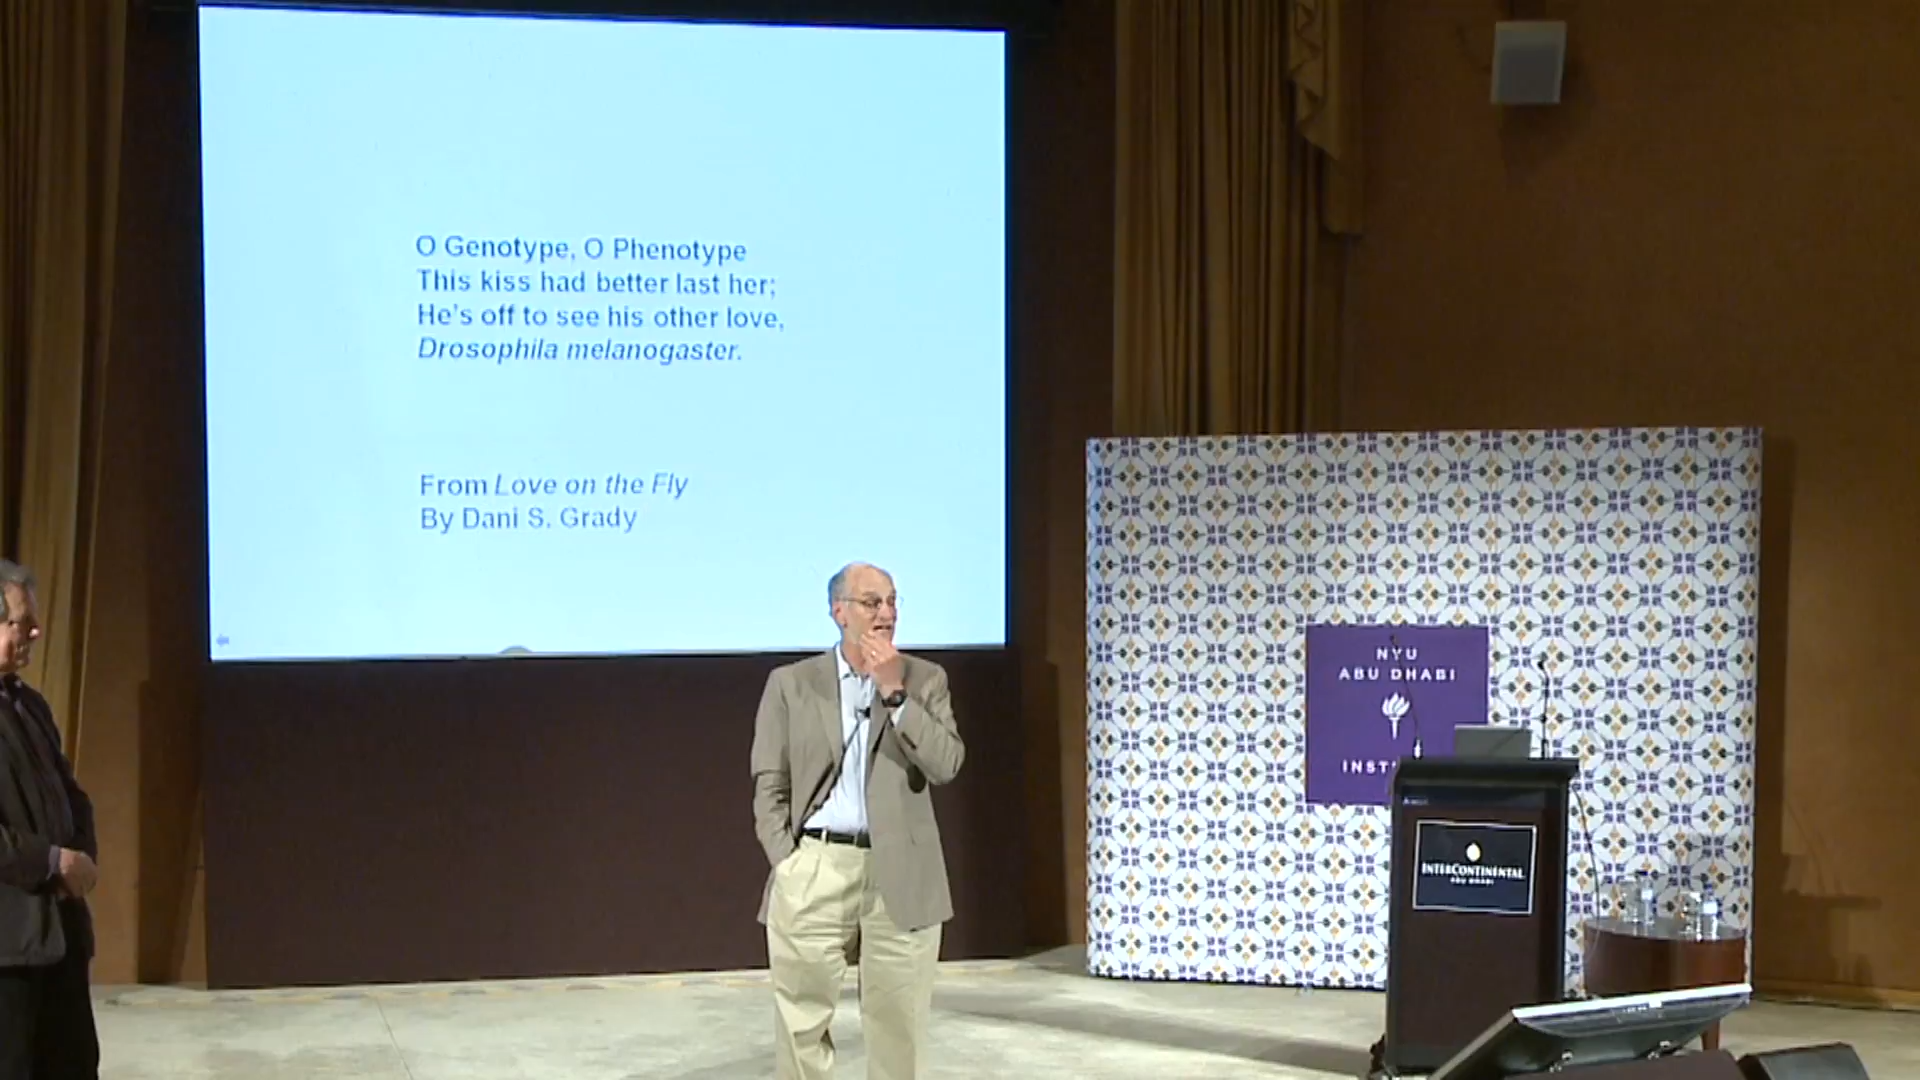 O Genotype, O Phenotype
This kiss had better last her;
He's off to see his other love,
Drosophila melanogaster.
From Love on the Fly
By Dani S. Grady
NYU
ABU DHABI
INTERCONTINENTAL
ABU DHABI